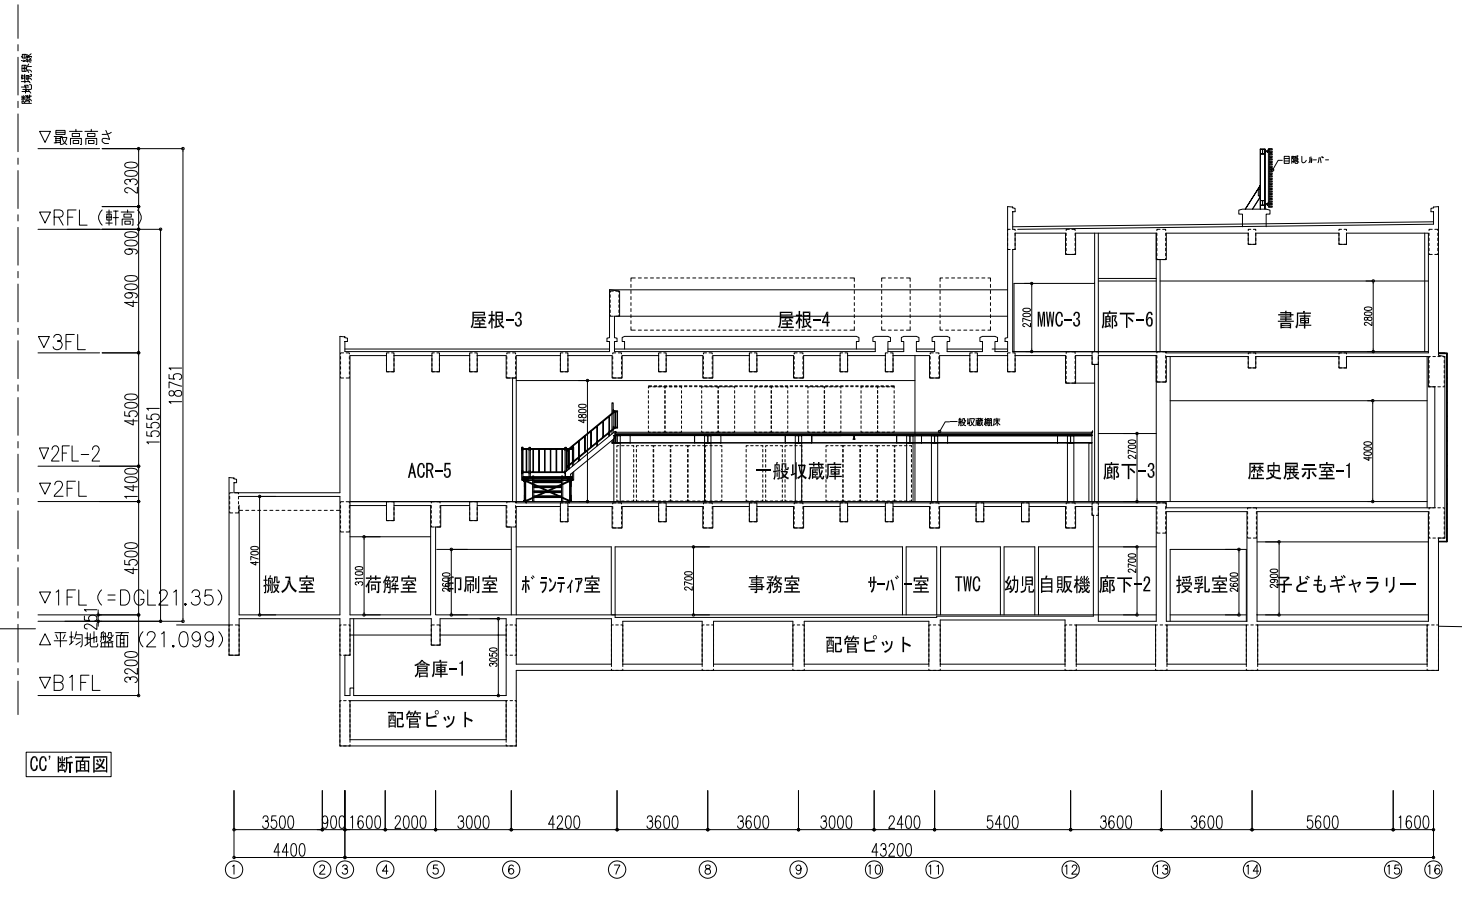 隣地境界線
▽最高高さ
2300
▽RFL (軒高)
900
4900
▽3FL
18751
15551
4500
▽2FL-2
1400
▽2FL
4500
▽1FL (=DGL21.35)
251
△平均地盤面 (21.099)
3200
▽B1FL
目隠しルーバー
屋根-3
屋根-4
2700
MWC-3
廊下-6
書庫
2800
4800
一般収蔵棚床
ACR-5
一般収蔵庫
2700
廊下-3
歴史展示室-1
4000
4700
搬入室
3100
荷解室
2600
印刷室
ボランティア室
2700
事務室
サーバー室
TWC
幼児
自販機
2700
廊下-2
授乳室
2600
2900
子どもギャラリー
倉庫-1
3050
配管ピット
配管ピット
CC' 断面図
3500
900
1600
2000
3000
4200
3600
3600
3000
2400
5400
3600
3600
5600
1600
4400
43200
① ② ③ ④ ⑤ ⑥ ⑦ ⑧ ⑨ ⑩ ⑪ ⑫ ⑬ ⑭ ⑮ ⑯